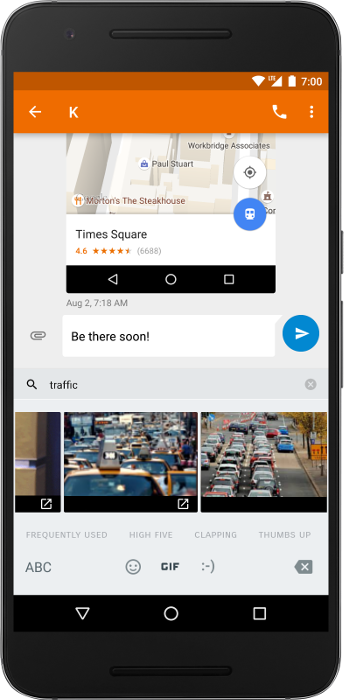 LTE 7:00
K
Workbridge Associates
Paul Stuart
Morton's The Steakhouse
Cor
Times Square
4.6 (6688)
Aug 2, 7:18 AM
Be there soon!
traffic
FREQUENTLY USED HIGH FIVE CLAPPING THUMBS UP
ABC GIF :-)